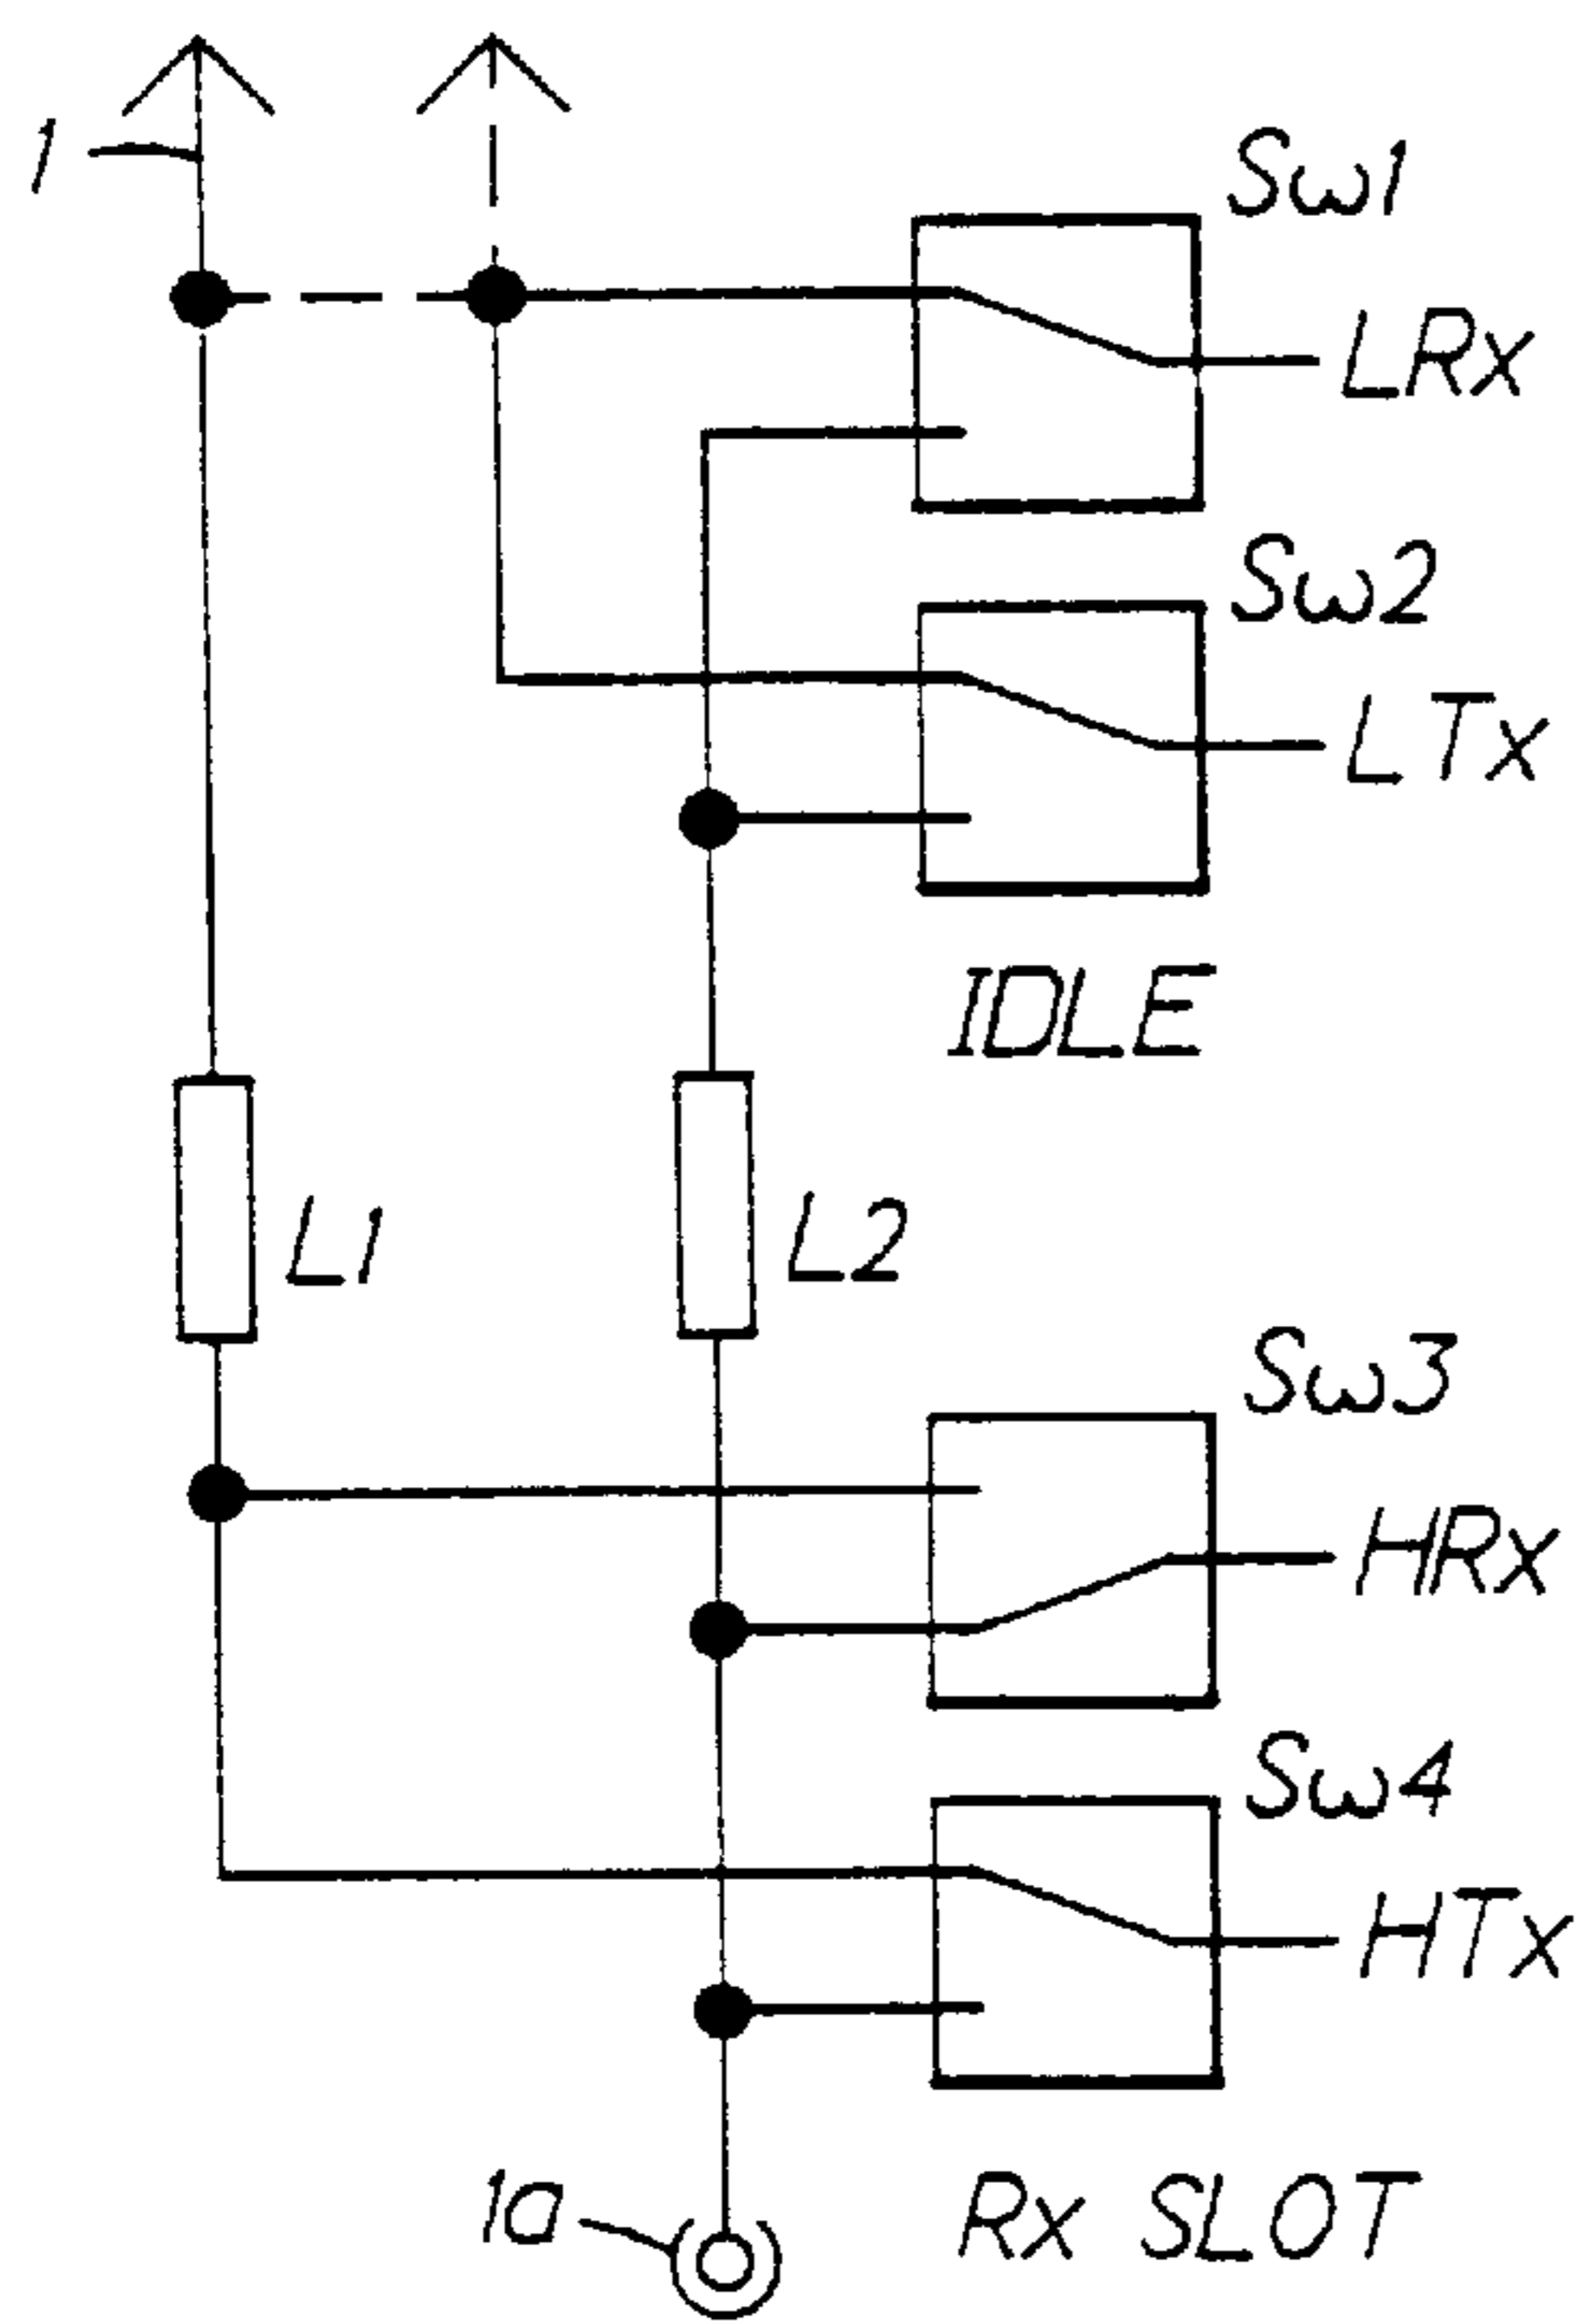 1
Sw1
LRx
Sw2
LTx
IDLE
L1
L2
Sw3
HRx
Sw4
HTx
1a
Rx SLOT